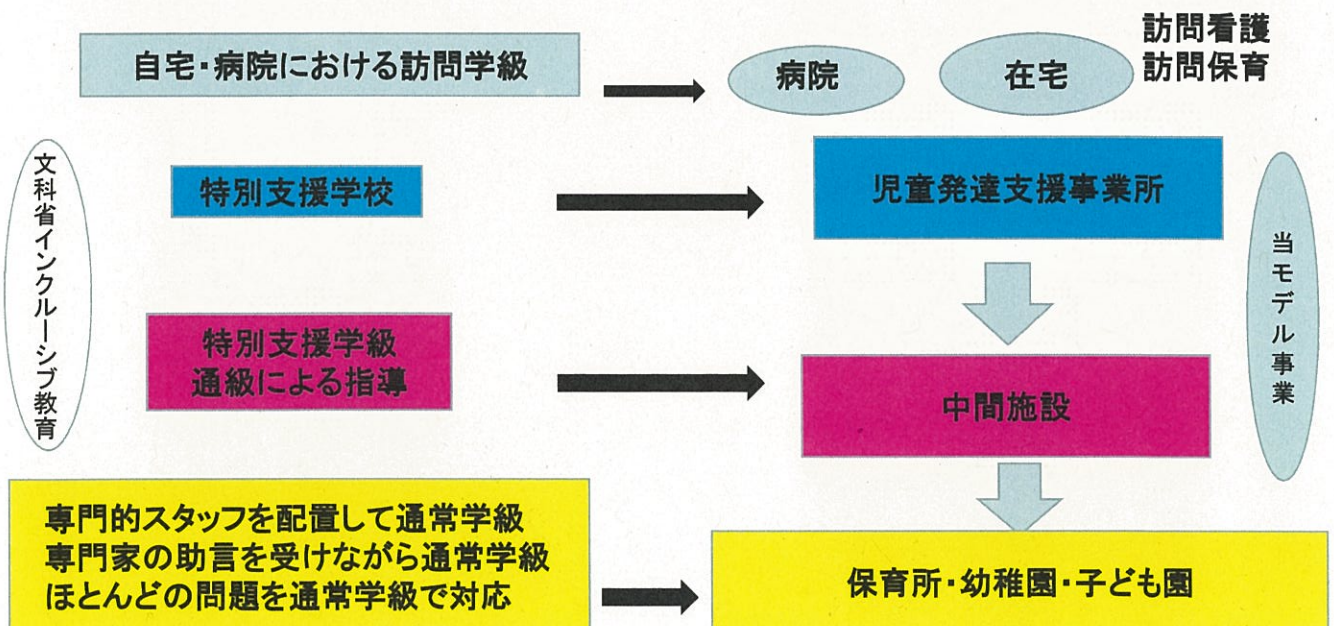 自宅・病院における訪問学級
病院
在宅
訪問看護
訪問保育
文科省インクルーシブ教育
特別支援学校
児童発達支援事業所
当モデル事業
特別支援学級
通級による指導
中間施設
専門的スタッフを配置して通常学級
専門家の助言を受けながら通常学級
ほとんどの問題を通常学級で対応
保育所・幼稚園・子ども園